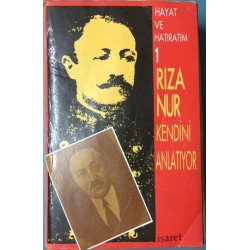 HAYAT
VE
HATIRATIM
1
RIZA
NUR
KENDİNİ
ANLATIYOR
işaret